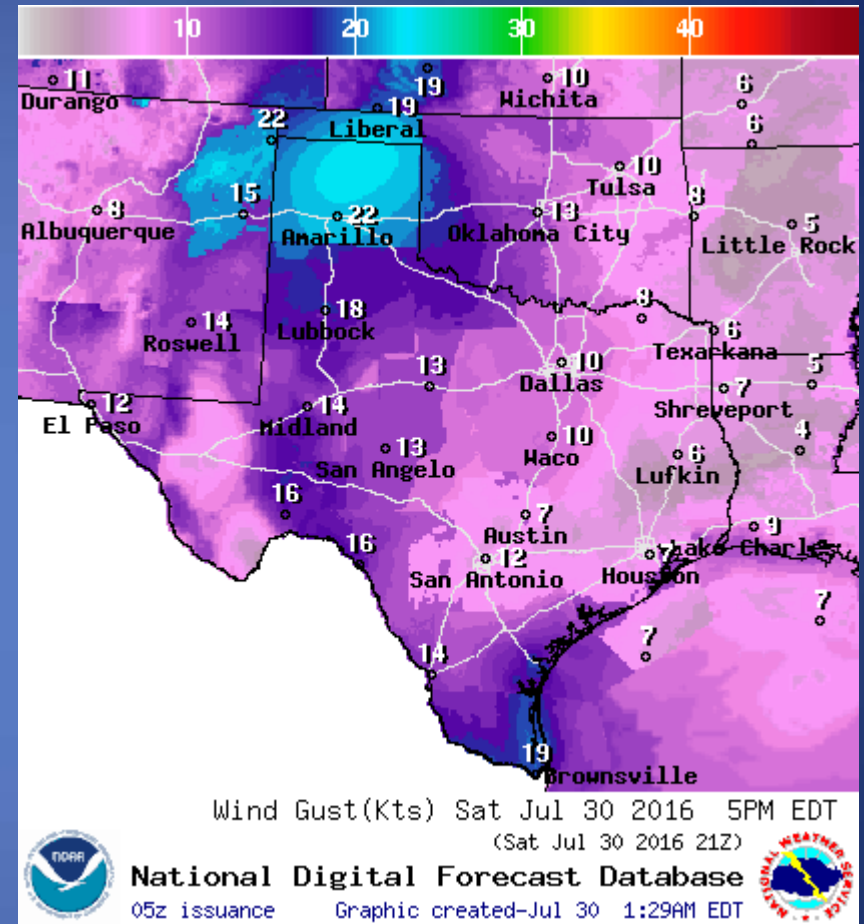 10 20 30 40
11 Durango
19
19 Liberal
10 Wichita
6
6
22
10 Tulsa
8 Albuquerque
15
22 Amarillo
13 Oklahoma City
8
5 Little Rock
14 Roswell
18 Lubbock
8
6 Texarkana
10 Dallas
13
7 Shreveport
5
12 El Paso
14 Midland
13 San Angelo
10 Waco
6 Lufkin
4
16
7 Austin
9 Lake Charles
16
12 San Antonio
7 Houston
7
7
14
19 Brownsville
Wind Gust(Kts) Sat Jul 30 2016 5PM EDT
(Sat Jul 30 2016 21Z)
NOAA
NATIONAL WEATHER SERVICE
National Digital Forecast Database
05z issuance Graphic created-Jul 30 1:29AM EDT